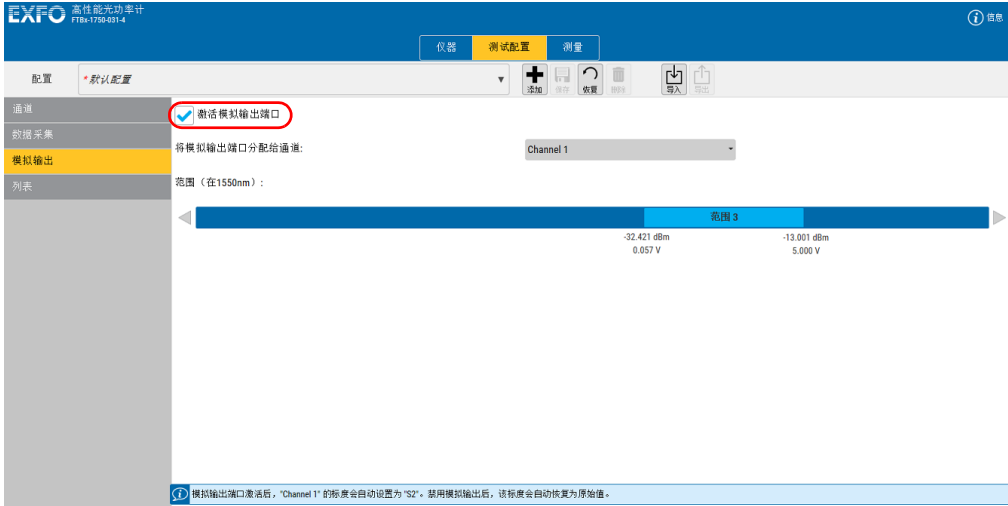 EXFO 高性能光功率计
FTBx-1750-031-4
信息
仪器 测试配置 测量
配置 *默认配置
添加 保存 恢复 删除 导入 导出
通道
数据采集
模拟输出
列表
激活模拟输出端口
将模拟输出端口分配给通道: Channel 1
范围（在1550nm）:
范围 3
-32.421 dBm -13.001 dBm
0.057 V 5.000 V
模拟输出端口激活后，"Channel 1" 的标度会自动设置为 "S2"。禁用模拟输出后，该标度会自动恢复为原始值。